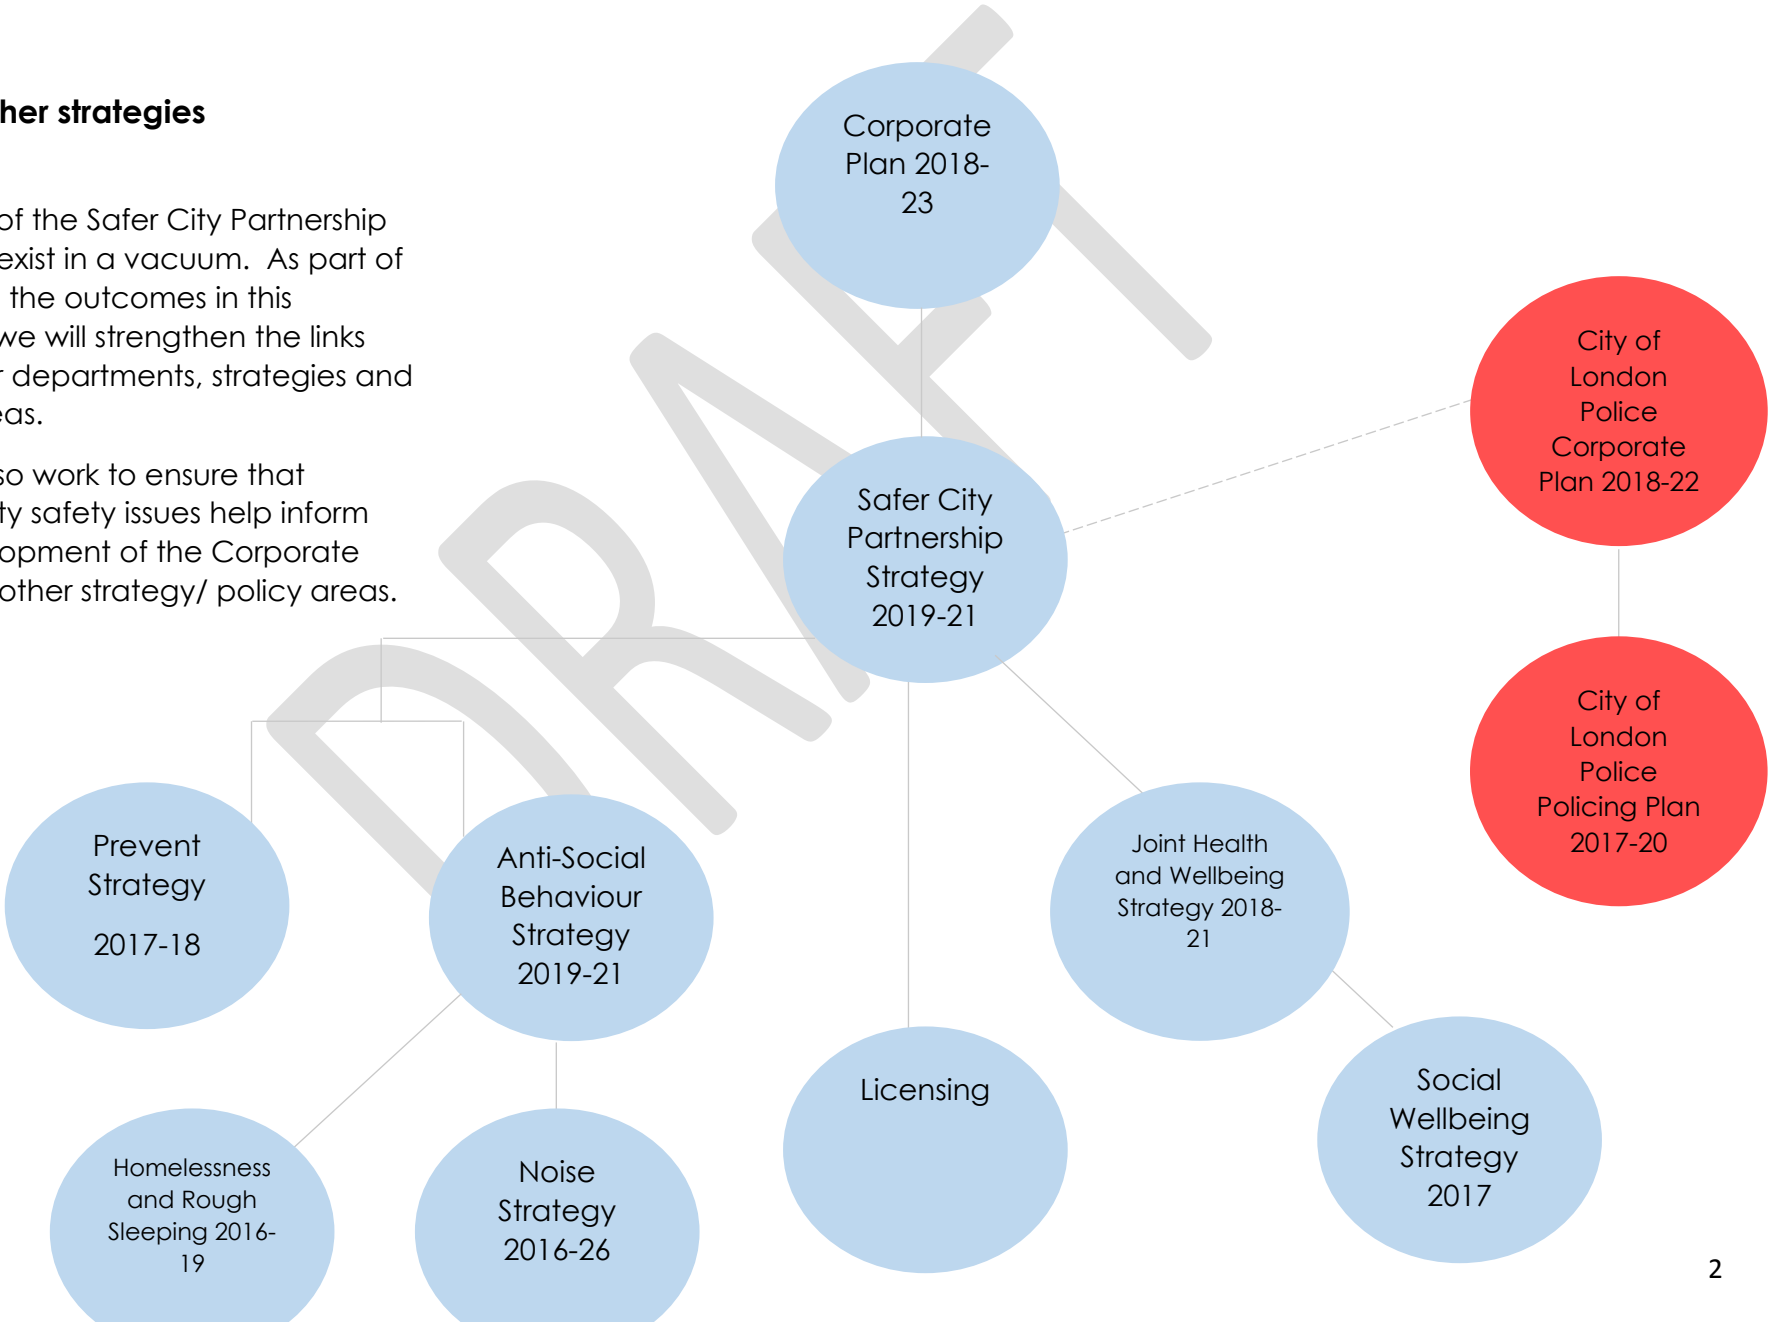 her strategies
of the Safer City Partnership
exist in a vacuum. As part of
the outcomes in this
we will strengthen the links
r departments, strategies and
eas.
so work to ensure that
ty safety issues help inform
opment of the Corporate
other strategy/ policy areas.
DRAFT
Corporate
Plan 2018-
23
Safer City
Partnership
Strategy
2019-21
City of
London
Police
Corporate
Plan 2018-22
City of
London
Police
Policing Plan
2017-20
Prevent
Strategy
2017-18
Anti-Social
Behaviour
Strategy
2019-21
Joint Health
and Wellbeing
Strategy 2018-
21
Licensing
Social
Wellbeing
Strategy
2017
Homelessness
and Rough
Sleeping 2016-
19
Noise
Strategy
2016-26
2